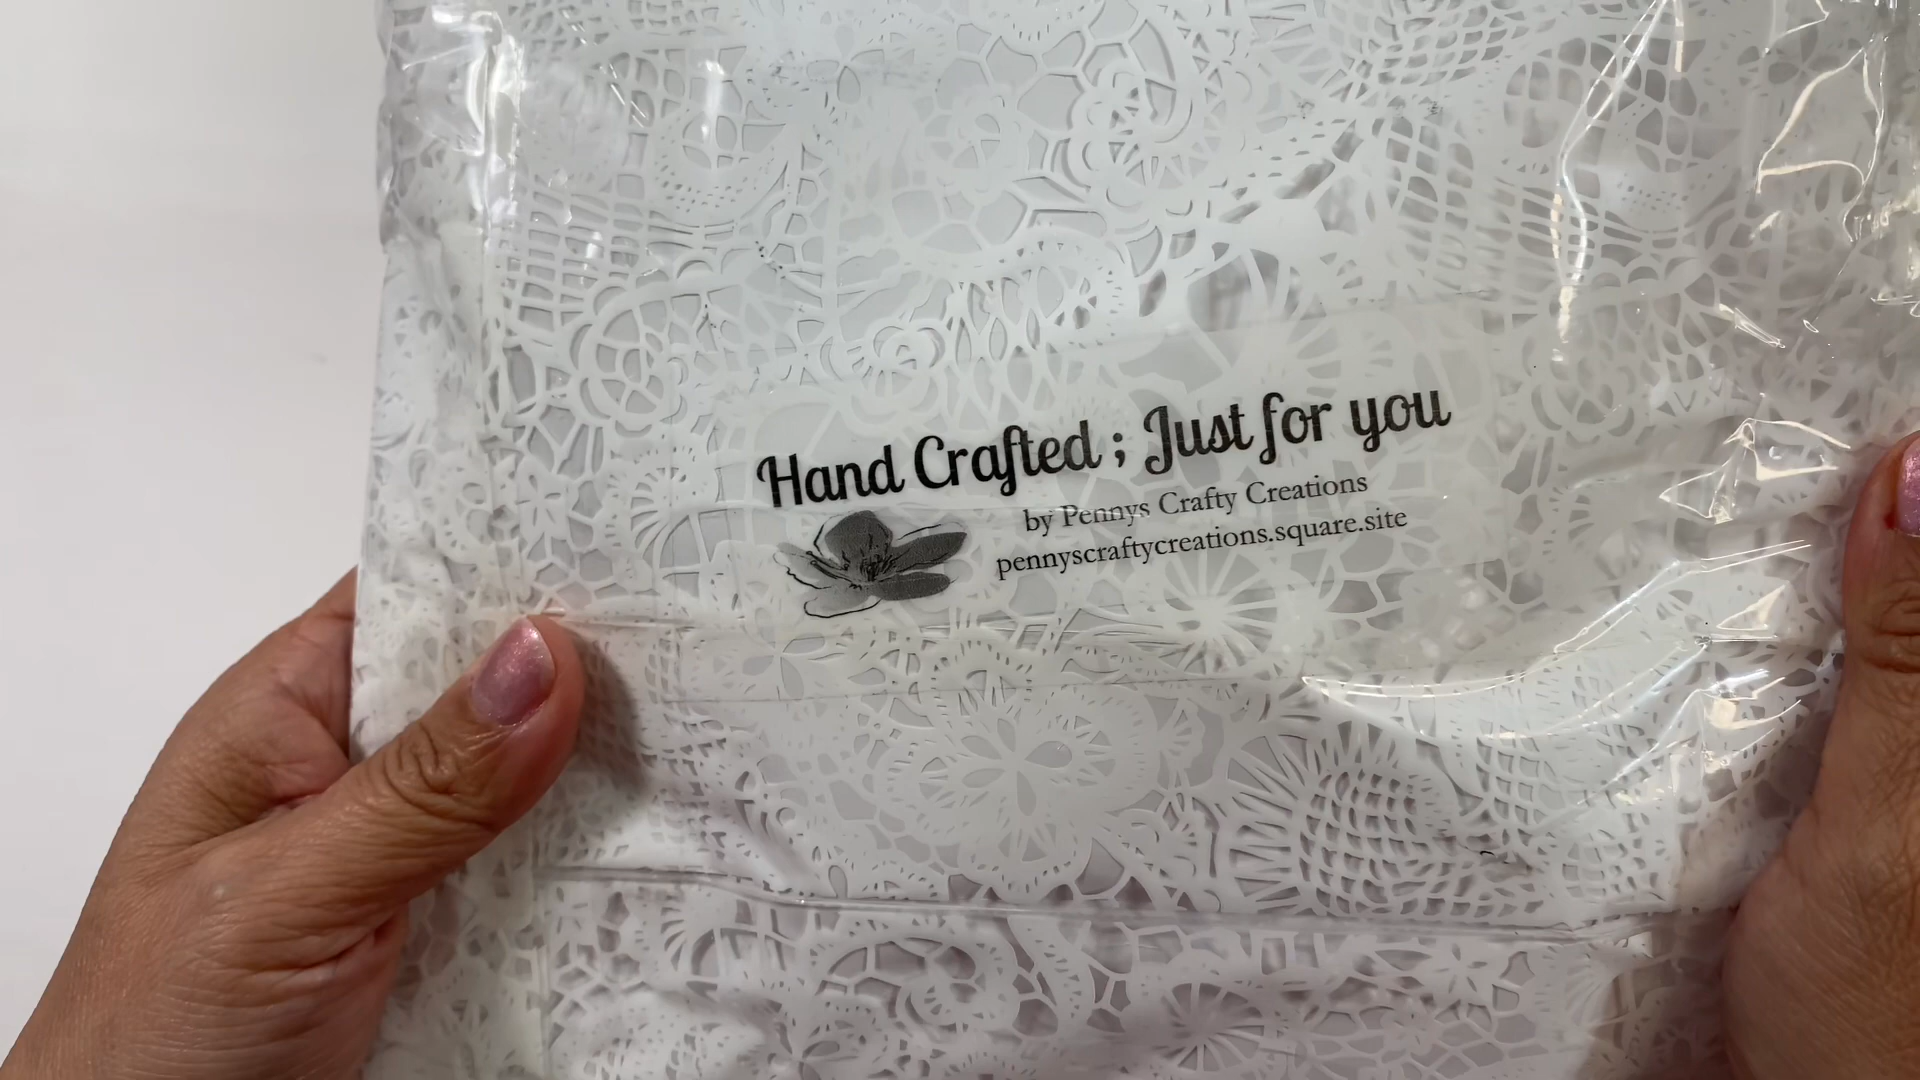 Hand Crafted ; Just for you
by Pennys Crafty Creations
pennyscraftycreations.square.site